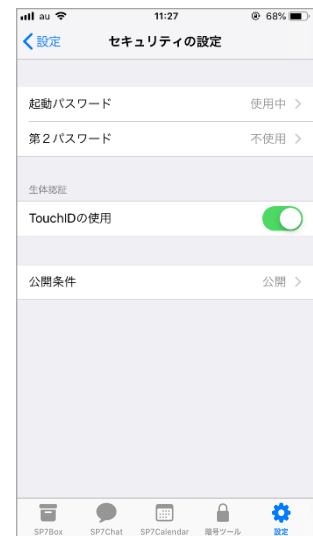 au 11:27 68%
設定 セキュリティの設定
起動パスワード 使用中
第２パスワード 不使用
生体認証
TouchIDの使用
公開条件 公開
SP7Box SP7Chat SP7Calendar 暗号ツール 設定